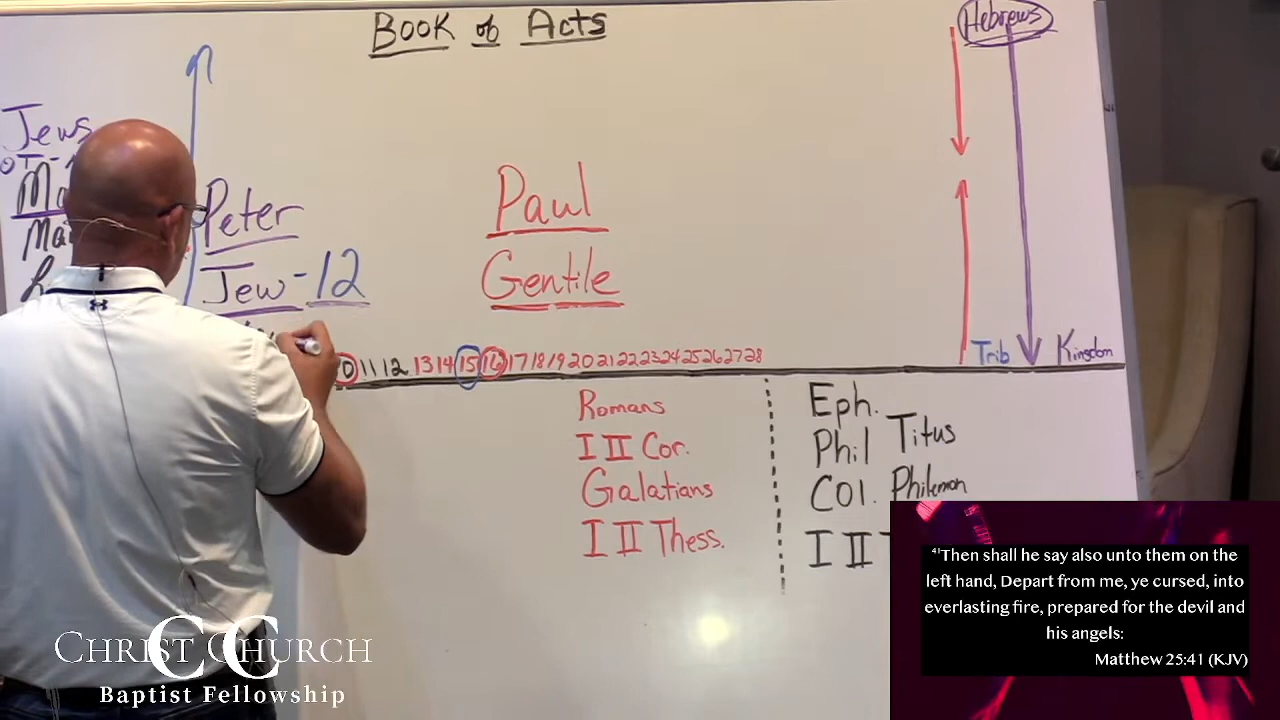 Book of Acts
Hebrews
Jews
Peter
Jew - 12
Paul
Gentile
11 12 13 14 15 16 17 18 19 20 21 22 23 24 25 26 27 28
Trib
Kingdom
Romans
I II Cor.
Galatians
I II Thess.
Eph.
Phil
Col.
I II
Titus
Philemon
⁴¹Then shall he say also unto them on the
left hand, Depart from me, ye cursed, into
everlasting fire, prepared for the devil and
his angels:
Matthew 25:41 (KJV)
CC
CHRIST CHURCH
Baptist Fellowship